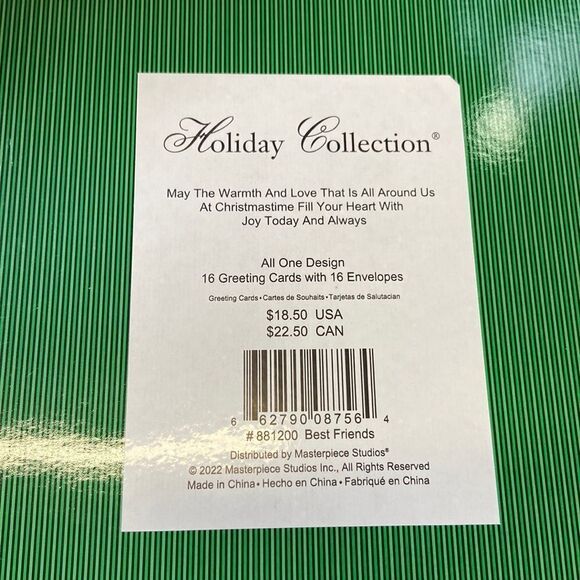 Holiday Collection®
May The Warmth And Love That Is All Around Us
At Christmastime Fill Your Heart With
Joy Today And Always
All One Design
16 Greeting Cards with 16 Envelopes
Greeting Cards • Cartes de Souhaits • Tarjetas de Salutacian
$18.50 USA
$22.50 CAN
6 62790 08756 4
# 881200 Best Friends
Distributed by Masterpiece Studios®
© 2022 Masterpiece Studios Inc., All Rights Reserved
Made in China • Hecho en China • Fabriqué en China